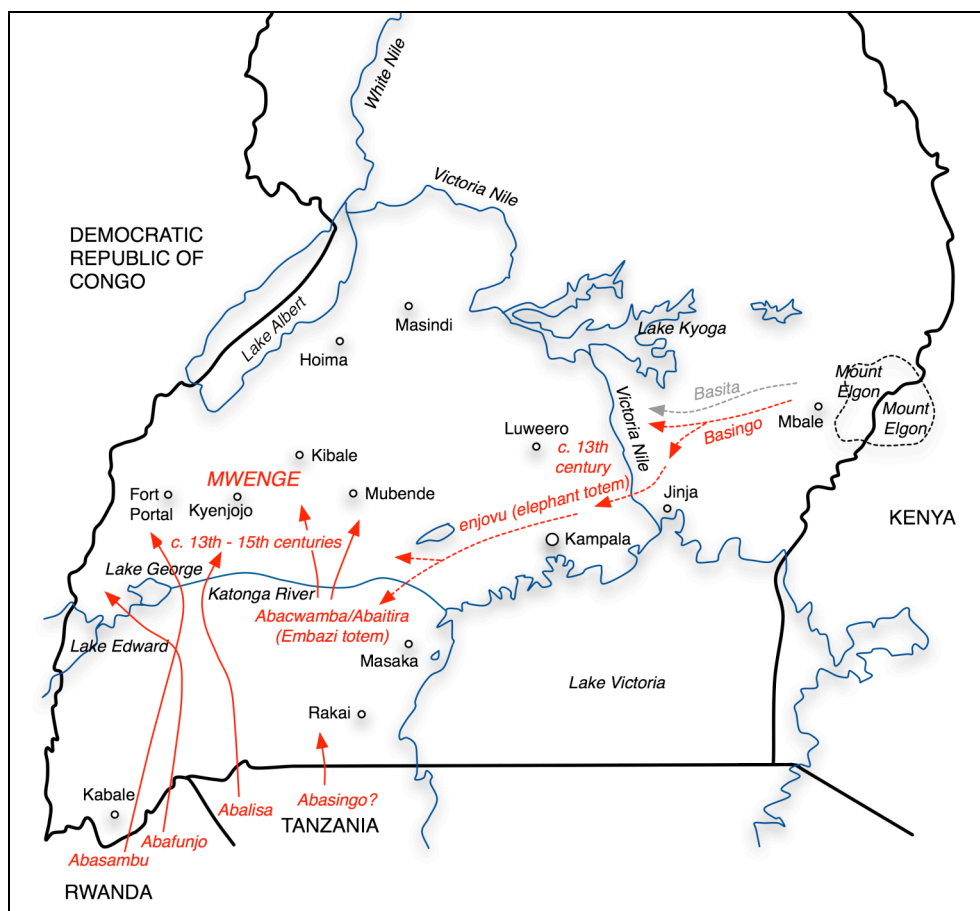 White Nile
Victoria Nile
DEMOCRATIC
REPUBLIC OF
CONGO
Lake Albert
Masindi
Hoima
Lake Kyoga
Mount
Elgon
Mount
Elgon
Basita
Mbale
Basingo
Victoria Nile
Luweero
c. 13th
century
Kibale
MWENGE
Fort
Portal
Kyenjojo
Mubende
enjovu (elephant totem)
Jinja
KENYA
Kampala
c. 13th - 15th centuries
Lake George
Katonga River
Abacwamba/Abaitira
(Embazi totem)
Lake Edward
Masaka
Lake Victoria
Rakai
Kabale
Abalisa
Abasingo?
TANZANIA
Abafunjo
Abasambu
RWANDA